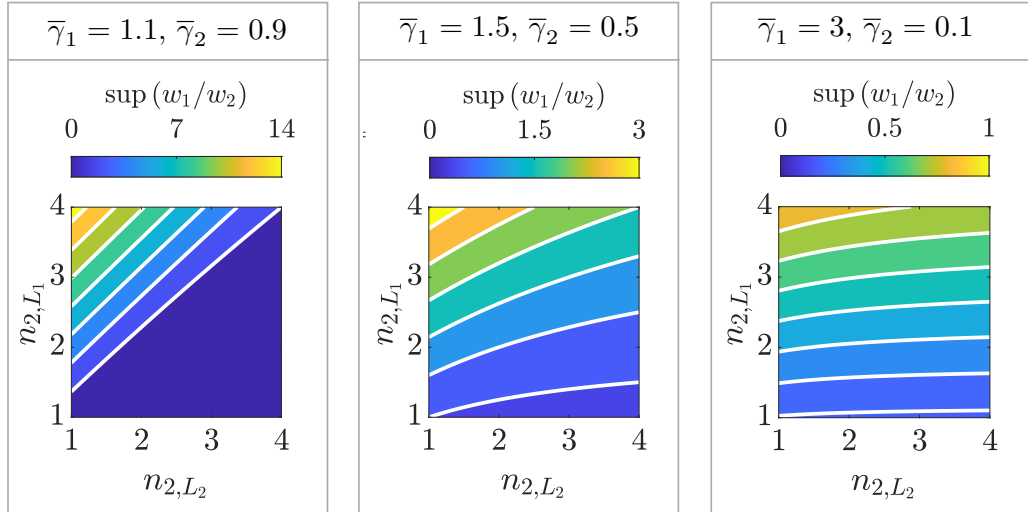 γ̅₁ = 1.1, γ̅₂ = 0.9
sup (w₁/w₂)
0 7 14
4
3
2
1
n₂,L₁
1 2 3 4
n₂,L₂
γ̅₁ = 1.5, γ̅₂ = 0.5
sup (w₁/w₂)
0 1.5 3
4
3
2
1
n₂,L₁
1 2 3 4
n₂,L₂
γ̅₁ = 3, γ̅₂ = 0.1
sup (w₁/w₂)
0 0.5 1
4
3
2
1
n₂,L₁
1 2 3 4
n₂,L₂